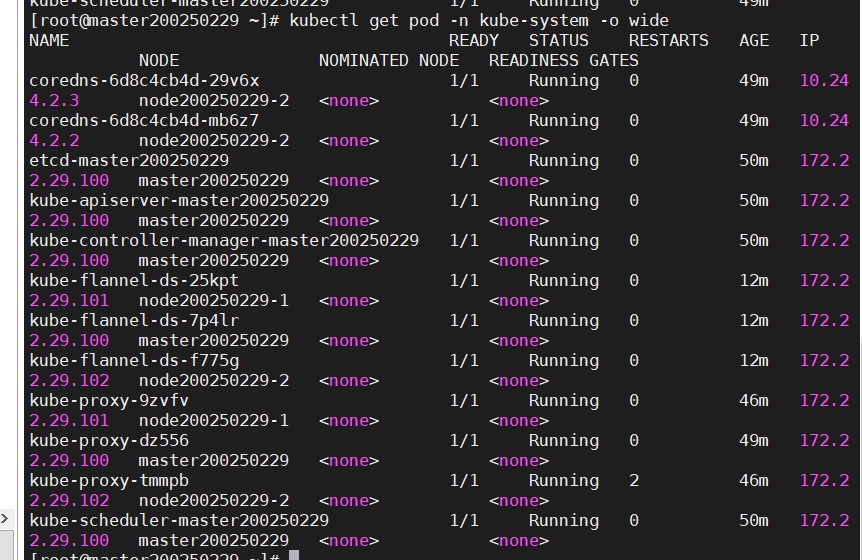 kube-scheduler-master200250229 1/1 Running 0 49m
[root@master200250229 ~]# kubectl get pod -n kube-system -o wide
NAME READY STATUS RESTARTS AGE IP
NODE NOMINATED NODE READINESS GATES
coredns-6d8c4cb4d-29v6x 1/1 Running 0 49m 10.24
4.2.3 node200250229-2 <none> <none>
coredns-6d8c4cb4d-mb6z7 1/1 Running 0 49m 10.24
4.2.2 node200250229-2 <none> <none>
etcd-master200250229 1/1 Running 0 50m 172.2
2.29.100 master200250229 <none> <none>
kube-apiserver-master200250229 1/1 Running 0 50m 172.2
2.29.100 master200250229 <none> <none>
kube-controller-manager-master200250229 1/1 Running 0 50m 172.2
2.29.100 master200250229 <none> <none>
kube-flannel-ds-25kpt 1/1 Running 0 12m 172.2
2.29.101 node200250229-1 <none> <none>
kube-flannel-ds-7p4lr 1/1 Running 0 12m 172.2
2.29.100 master200250229 <none> <none>
kube-flannel-ds-f775g 1/1 Running 0 12m 172.2
2.29.102 node200250229-2 <none> <none>
kube-proxy-9zvfv 1/1 Running 0 46m 172.2
2.29.101 node200250229-1 <none> <none>
kube-proxy-dz556 1/1 Running 0 49m 172.2
2.29.100 master200250229 <none> <none>
kube-proxy-tmmpb 1/1 Running 2 46m 172.2
2.29.102 node200250229-2 <none> <none>
kube-scheduler-master200250229 1/1 Running 0 50m 172.2
2.29.100 master200250229 <none> <none>
[root@master200250229 ~]#